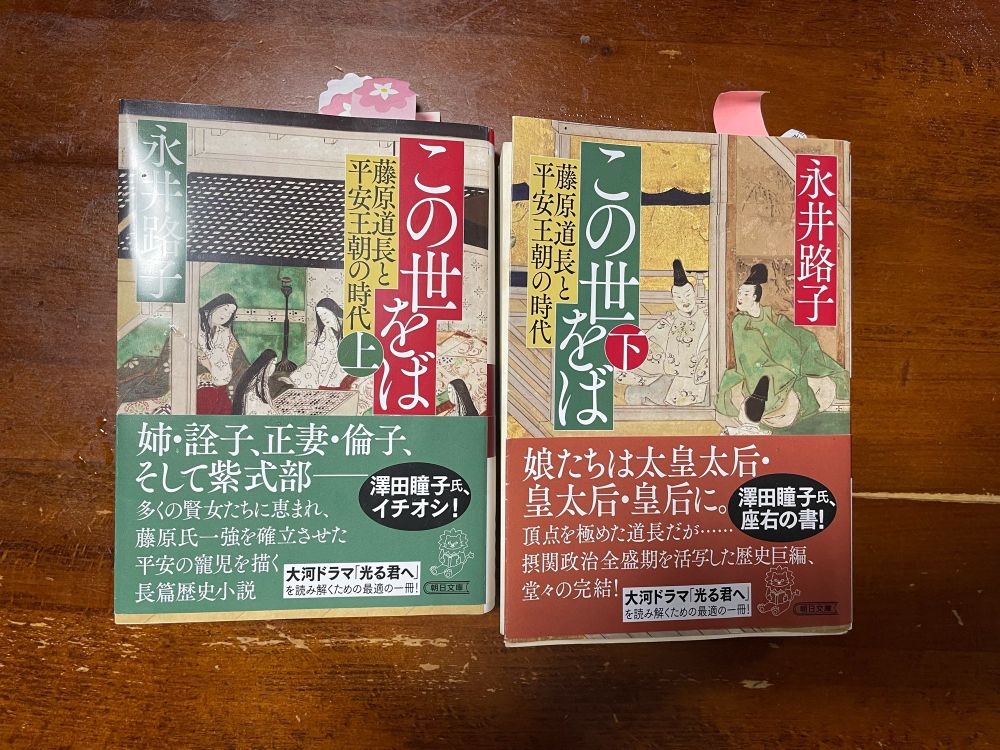 永井路子
この世をば
藤原道長と
平安王朝の時代
上
姉・詮子、正妻・倫子、
そして紫式部――
多くの賢女たちに恵まれ、
藤原氏一強を確立させた
平安の寵児を描く
長篇歴史小説
澤田瞳子氏、
イチオシ!
大河ドラマ「光る君へ」
を読み解くための最適の一冊!
朝日文庫
永井路子
この世をば
藤原道長と
平安王朝の時代
下
娘たちは太皇太后・
皇太后・皇后に。
頂点を極めた道長だが……
摂関政治全盛期を活写した歴史巨編、
堂々の完結!
澤田瞳子氏、
座右の書!
大河ドラマ「光る君へ」
を読み解くための最適の一冊!
朝日文庫